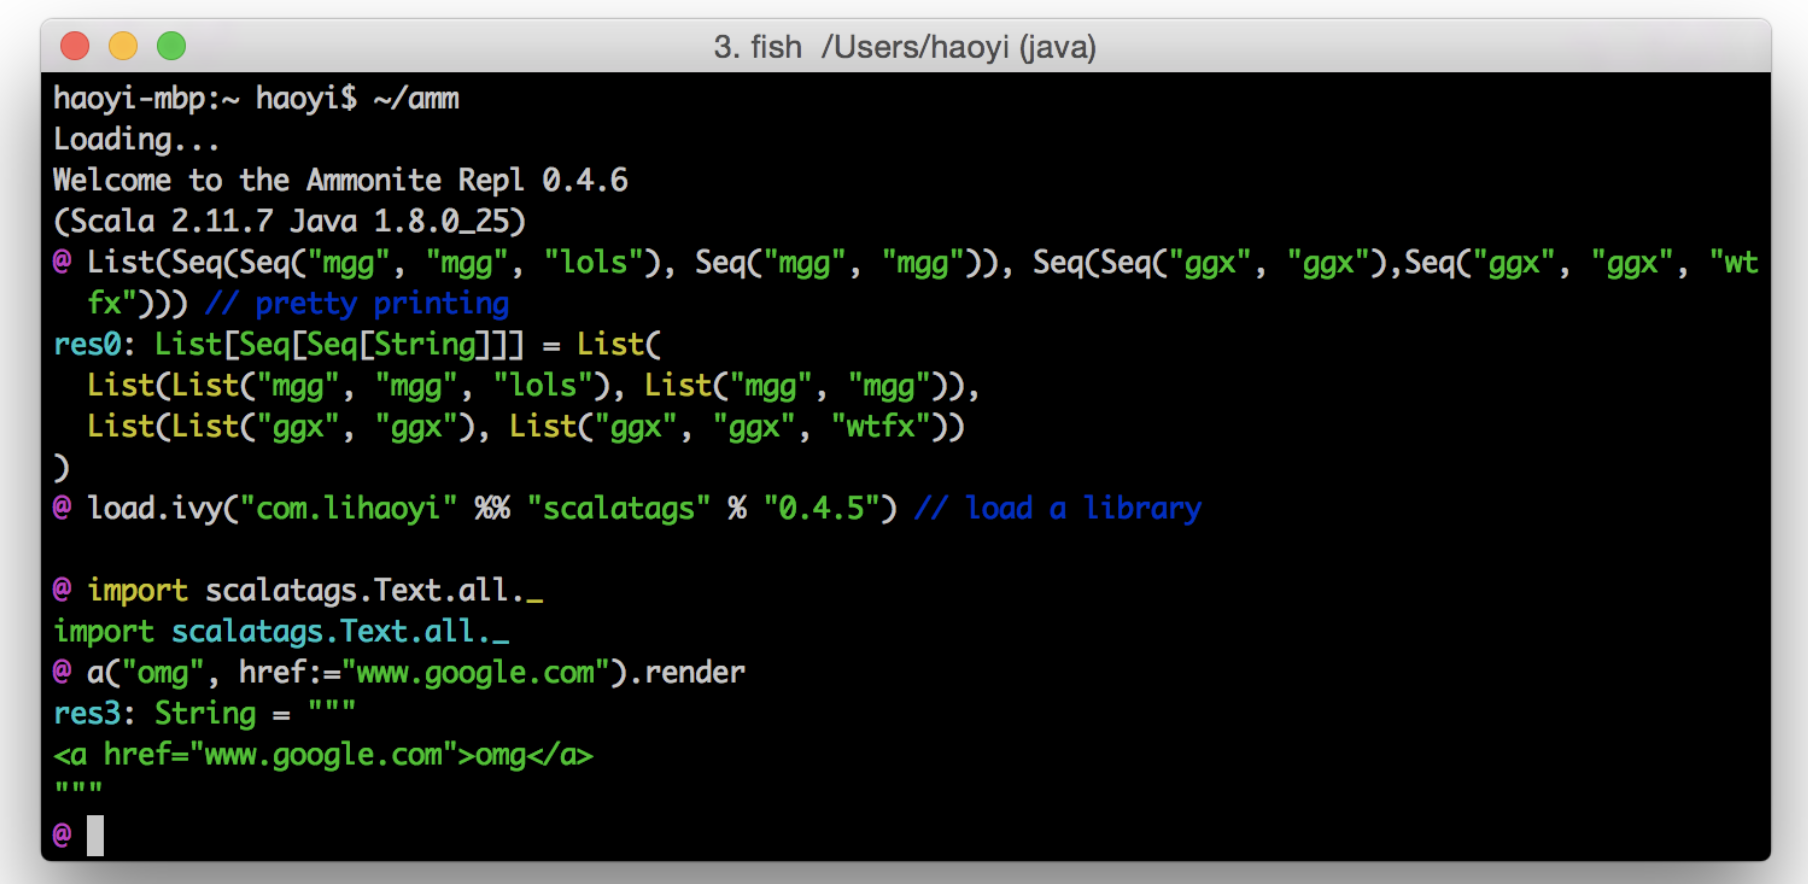 3. fish  /Users/haoyi (java)
haoyi-mbp:~ haoyi$ ~/amm
Loading...
Welcome to the Ammonite Repl 0.4.6
(Scala 2.11.7 Java 1.8.0_25)
@ List(Seq(Seq("mgg", "mgg", "lols"), Seq("mgg", "mgg")), Seq(Seq("ggx", "ggx"),Seq("ggx", "ggx", "wt
  fx"))) // pretty printing
res0: List[Seq[Seq[String]]] = List(
  List(List("mgg", "mgg", "lols"), List("mgg", "mgg")),
  List(List("ggx", "ggx"), List("ggx", "ggx", "wtfx"))
)
@ load.ivy("com.lihaoyi" %% "scalatags" % "0.4.5") // load a library
@ import scalatags.Text.all._
import scalatags.Text.all._
@ a("omg", href:="www.google.com").render
res3: String = """
<a href="www.google.com">omg</a>
"""
@